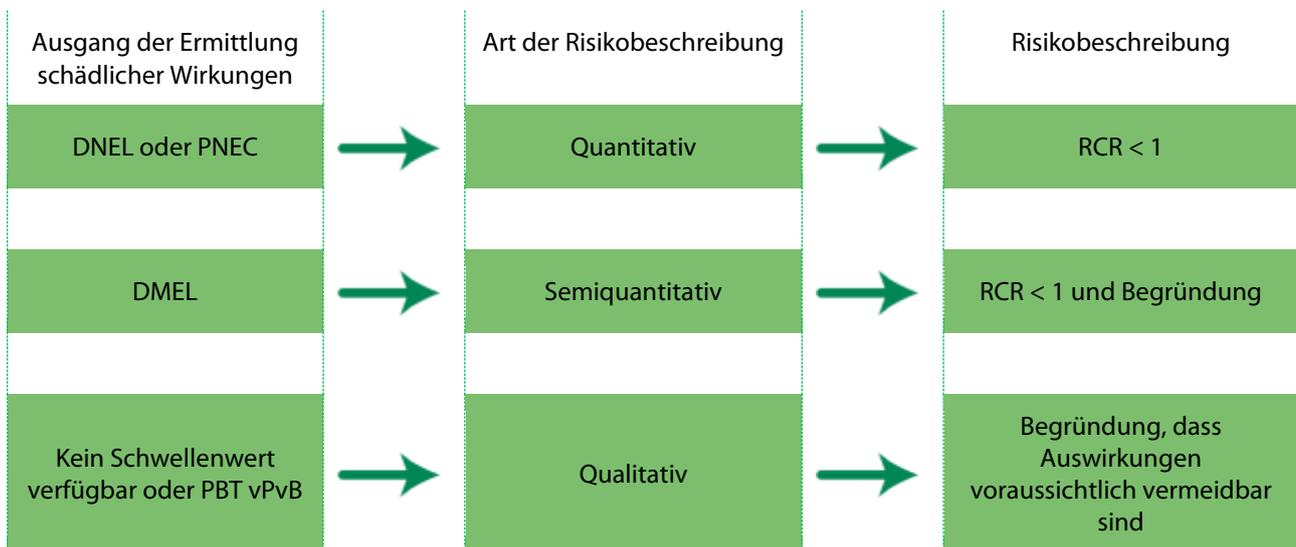 Ausgang der Ermittlung
schädlicher Wirkungen
Art der Risikobeschreibung
Risikobeschreibung
DNEL oder PNEC
Quantitativ
RCR < 1
DMEL
Semiquantitativ
RCR < 1 und Begründung
Kein Schwellenwert
verfügbar oder PBT vPvB
Qualitativ
Begründung, dass
Auswirkungen
voraussichtlich vermeidbar
sind